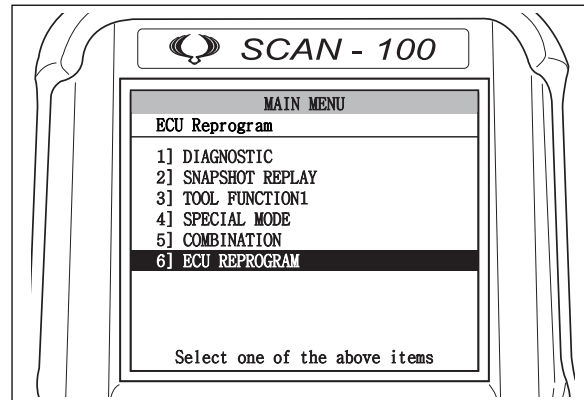 SCAN - 100
MAIN MENU
ECU Reprogram
1] DIAGNOSTIC
2] SNAPSHOT REPLAY
3] TOOL FUNCTION1
4] SPECIAL MODE
5] COMBINATION
6] ECU REPROGRAM
Select one of the above items